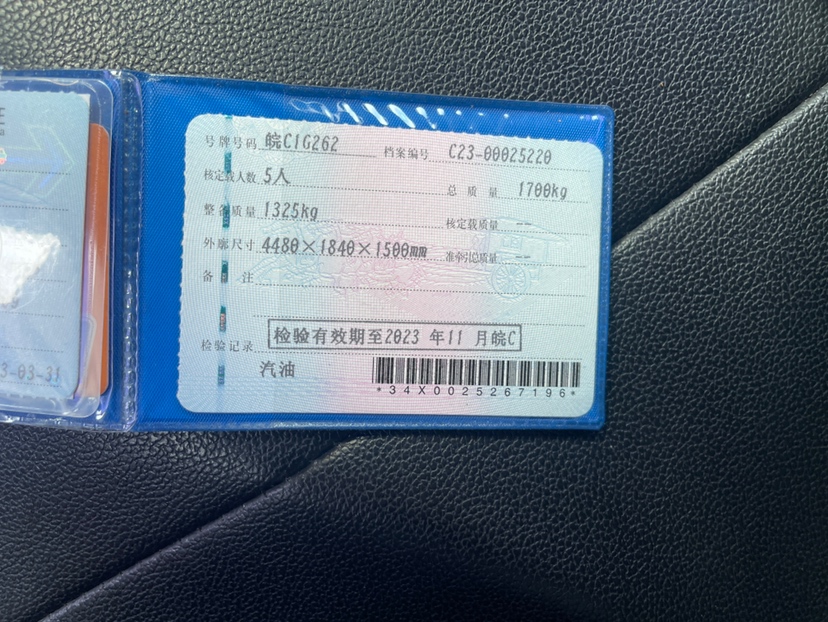 3-03-31
号牌号码 皖C1G262 档案编号 C23-00025220
核定载人数 5人 总质量 1700kg
整备质量 1325kg 核定载质量 --
外廓尺寸 4480×1840×1500mm 准牵引总质量 --
备注
检验记录 检验有效期至2023 年11 月皖C
汽油
*34X0025267196*